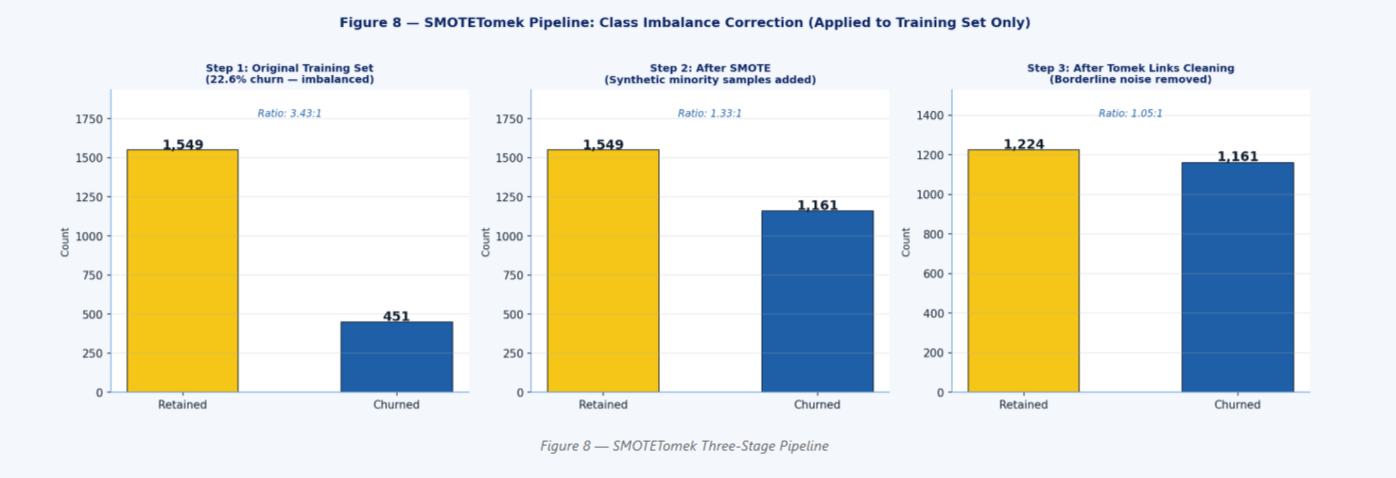 Figure 8 — SMOTETomek Pipeline: Class Imbalance Correction (Applied to Training Set Only)
Step 1: Original Training Set
(22.6% churn — imbalanced)
Ratio: 3.43:1
1750
1500
1250
1000
750
500
250
0
Count
1,549
451
Retained
Churned
Step 2: After SMOTE
(Synthetic minority samples added)
Ratio: 1.33:1
1750
1500
1250
1000
750
500
250
0
Count
1,549
1,161
Retained
Churned
Step 3: After Tomek Links Cleaning
(Borderline noise removed)
Ratio: 1.05:1
1400
1200
1000
800
600
400
200
0
Count
1,224
1,161
Retained
Churned
Figure 8 — SMOTETomek Three-Stage Pipeline